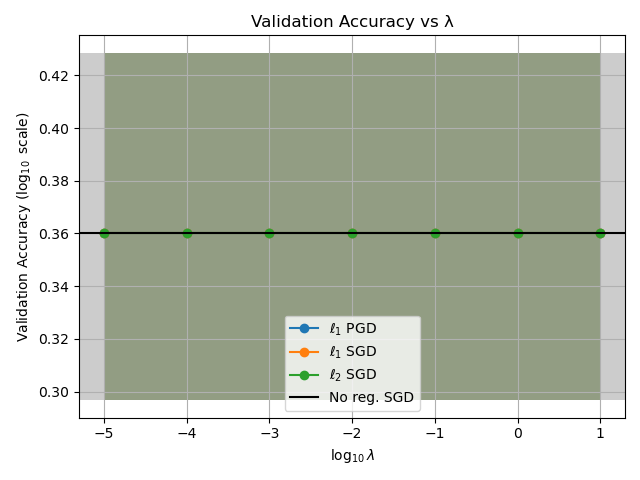 Validation Accuracy vs λ
Validation Accuracy (log₁₀ scale)
0.42
0.40
0.38
0.36
0.34
0.32
0.30
ℓ₁ PGD
ℓ₁ SGD
ℓ₂ SGD
No reg. SGD
−5 −4 −3 −2 −1 0 1
log₁₀ λ